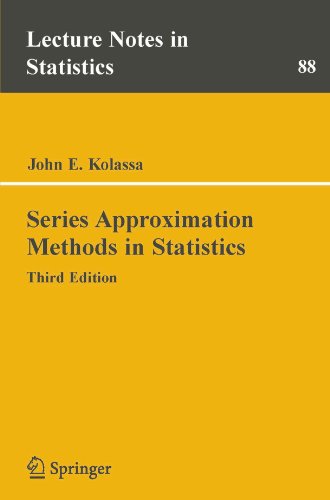 Lecture Notes in
Statistics
88
John E. Kolassa
Series Approximation
Methods in Statistics
Third Edition
Springer